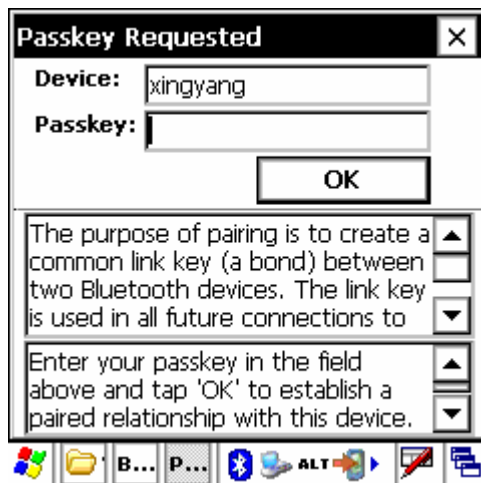 Passkey Requested
Device: xingyang
Passkey:
OK
The purpose of pairing is to create a
common link key (a bond) between
two Bluetooth devices. The link key
is used in all future connections to
Enter your passkey in the field
above and tap 'OK' to establish a
paired relationship with this device.
B... P... ALT